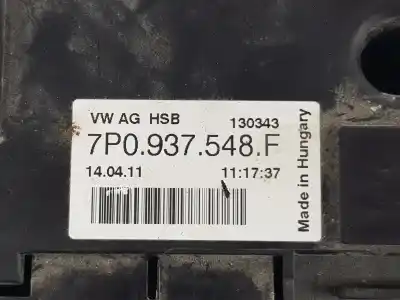 VW AG HSB 130343
7P0.937.548.F
14.04.11 11:17:37
Made in Hungary